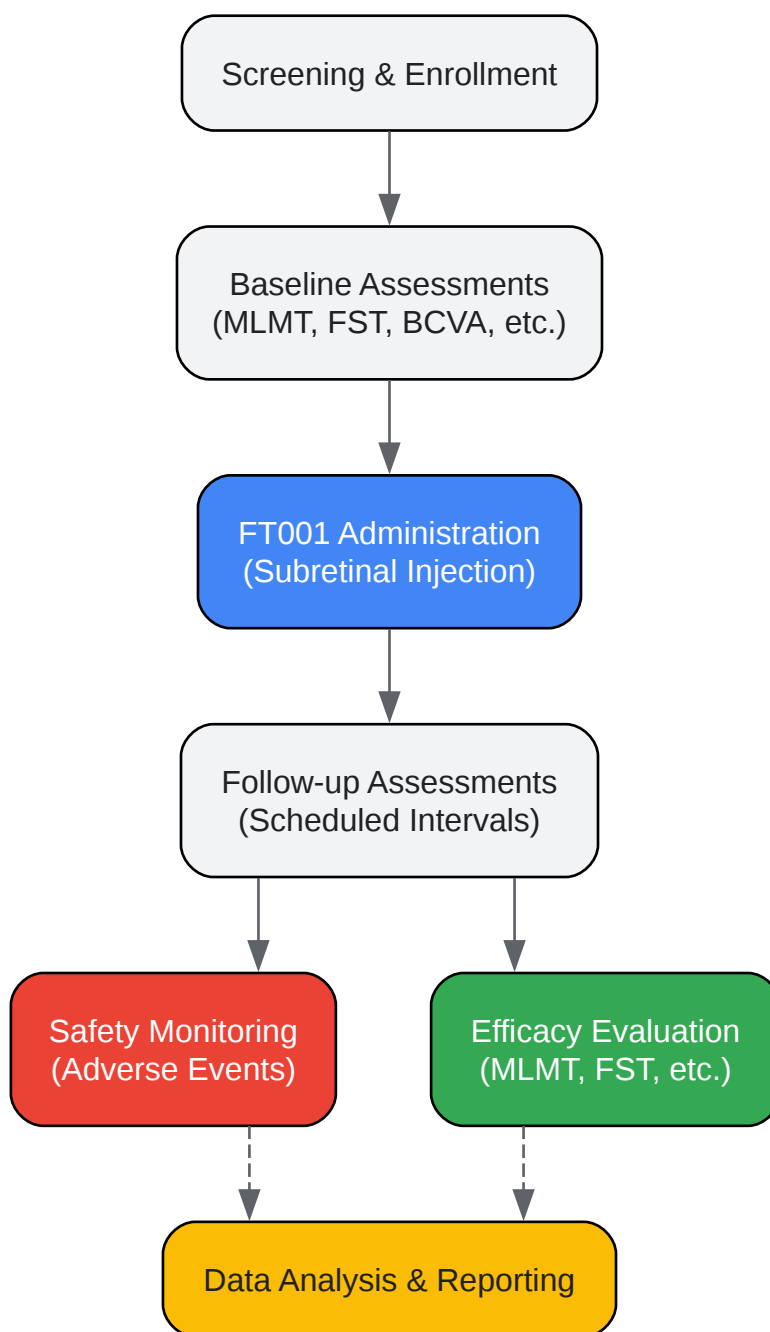 Screening & Enrollment
Baseline Assessments
(MLMT, FST, BCVA, etc.)
FT001 Administration
(Subretinal Injection)
Follow-up Assessments
(Scheduled Intervals)
Safety Monitoring
(Adverse Events)
Efficacy Evaluation
(MLMT, FST, etc.)
Data Analysis & Reporting